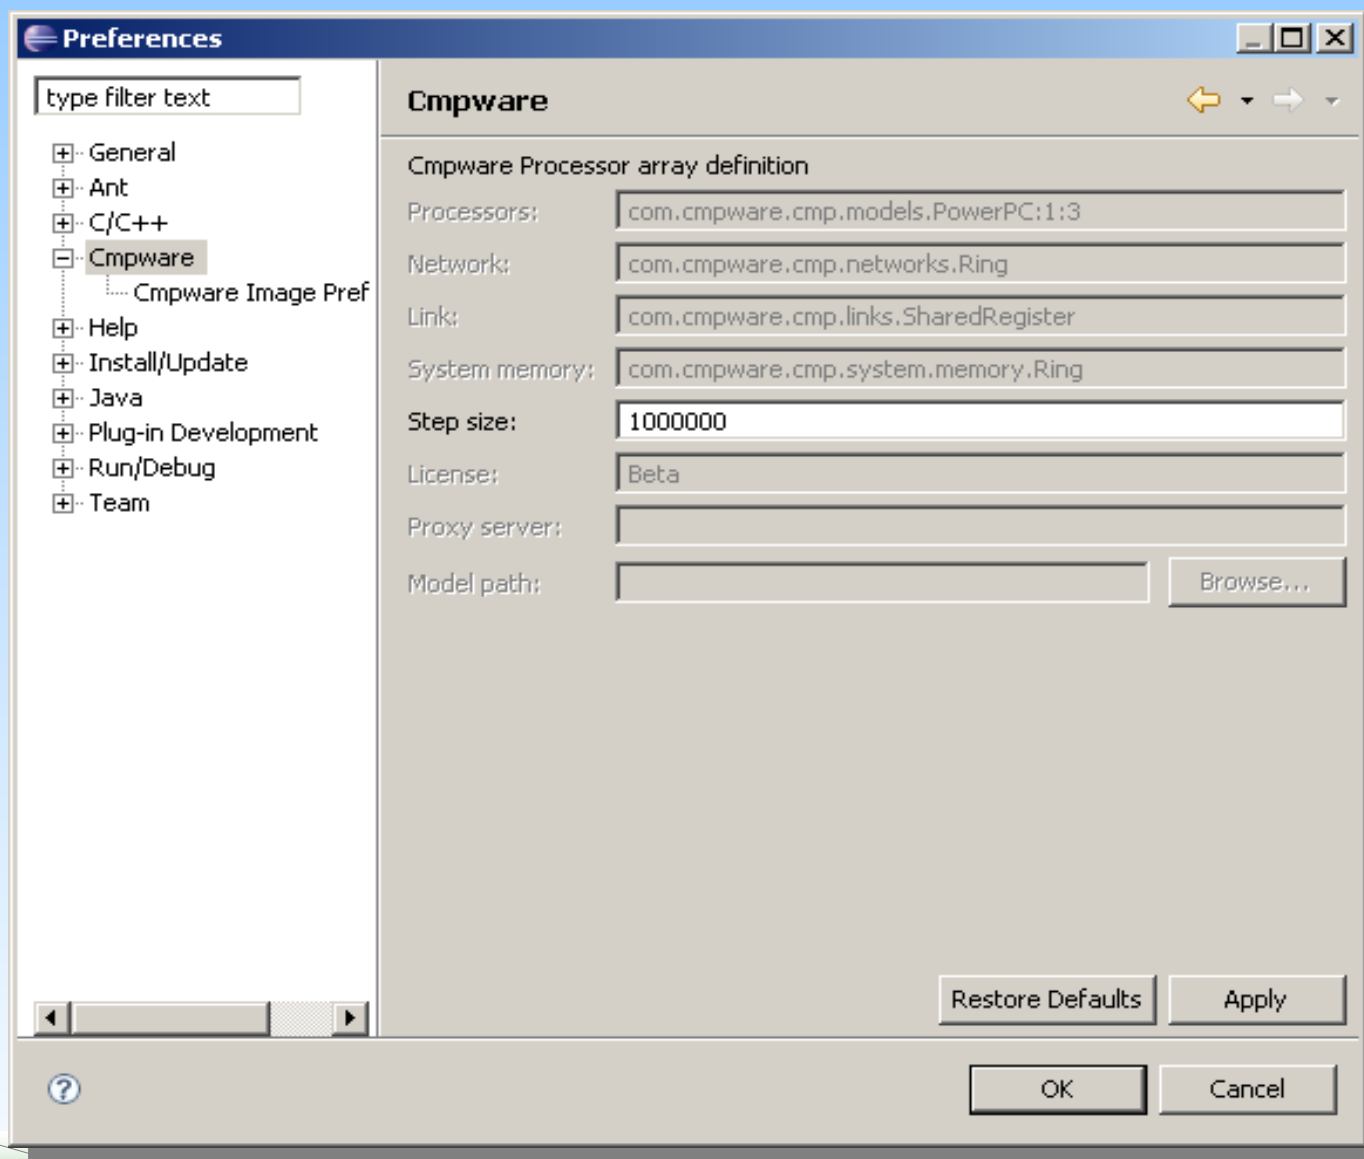 Preferences
type filter text
General
Ant
C/C++
Cmpware
Cmpware Image Pref
Help
Install/Update
Java
Plug-in Development
Run/Debug
Team
Cmpware
Cmpware Processor array definition
Processors: com.cmpware.cmp.models.PowerPC:1:3
Network: com.cmpware.cmp.networks.Ring
Link: com.cmpware.cmp.links.SharedRegister
System memory: com.cmpware.cmp.system.memory.Ring
Step size: 1000000
License: Beta
Proxy server:
Model path: Browse...
Restore Defaults Apply
OK Cancel